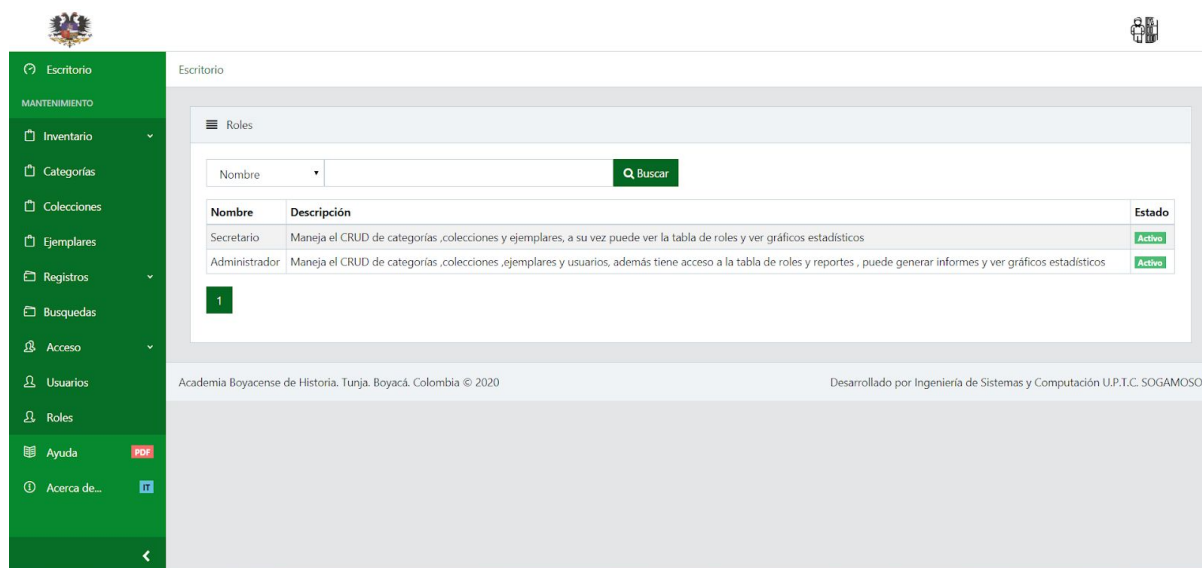 Escritorio
MANTENIMIENTO
Inventario
Categorías
Colecciones
Ejemplares
Registros
Busquedas
Acceso
Usuarios
Roles
Ayuda PDF
Acerca de... IT
Escritorio
Roles
Nombre Buscar
Nombre Descripción Estado
Secretario Maneja el CRUD de categorías ,colecciones y ejemplares, a su vez puede ver la tabla de roles y ver gráficos estadísticos Activo
Administrador Maneja el CRUD de categorías ,colecciones ,ejemplares y usuarios, además tiene acceso a la tabla de roles y reportes , puede generar informes y ver gráficos estadísticos Activo
1
Academia Boyacense de Historia. Tunja. Boyacá. Colombia © 2020 Desarrollado por Ingeniería de Sistemas y Computación U.P.T.C. SOGAMOSO